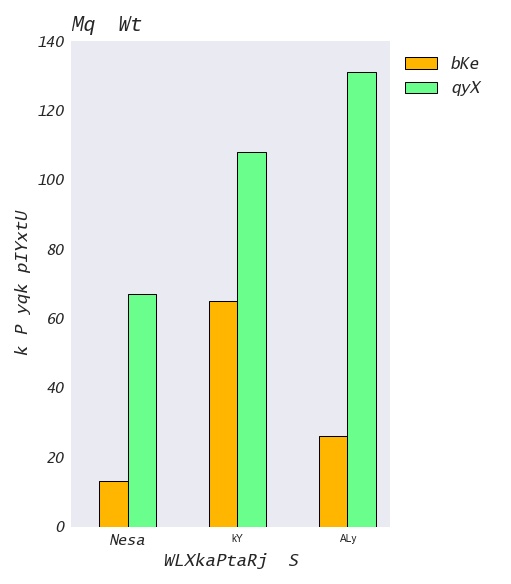 Mq  Wt
140
120
100
80
60
40
20
0
k P yqk pIYxtU
Nesa
kY
ALy
WLXkaPtaRj  S
bKe
qyX